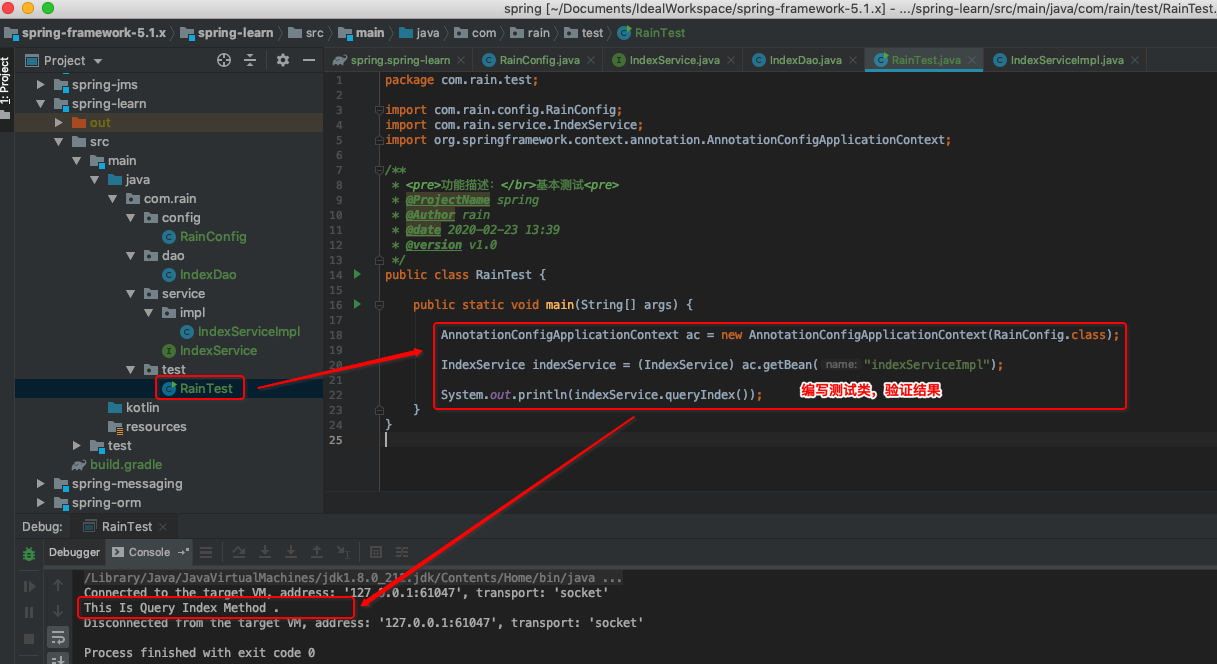 spring [~/Documents/IdealWorkspace/spring-framework-5.1.x] - .../spring-learn/src/main/java/com/rain/test/RainTest.
spring-framework-5.1.x spring-learn src main java com rain test RainTest
1: Project
Project
spring.spring-learn RainConfig.java IndexService.java IndexDao.java RainTest.java IndexServiceImpl.java
spring-jms
spring-learn
out
src
main
java
com.rain
config
RainConfig
dao
IndexDao
service
impl
IndexServiceImpl
IndexService
test
RainTest
kotlin
resources
test
build.gradle
spring-messaging
spring-orm
1 package com.rain.test;
2
3 import com.rain.config.RainConfig;
4 import com.rain.service.IndexService;
5 import org.springframework.context.annotation.AnnotationConfigApplicationContext;
6
7 /**
8 * <pre>功能描述: </br>基本测试<pre>
9 * @ProjectName spring
10 * @Author rain
11 * @date 2020-02-23 13:39
12 * @version v1.0
13 */
14 public class RainTest {
15
16 public static void main(String[] args) {
17
18 AnnotationConfigApplicationContext ac = new AnnotationConfigApplicationContext(RainConfig.class);
19
20 IndexService indexService = (IndexService) ac.getBean( name: "indexServiceImpl");
21
22 System.out.println(indexService.queryIndex());
编写测试类，验证结果
23 }
24 }
25
Debug: RainTest
Debugger Console
/Library/Java/JavaVirtualMachines/jdk1.8.0_212.jdk/Contents/Home/bin/java ...
Connected to the target VM, address: '127.0.0.1:61047', transport: 'socket'
This Is Query Index Method .
Disconnected from the target VM, address: '127.0.0.1:61047', transport: 'socket'
Process finished with exit code 0